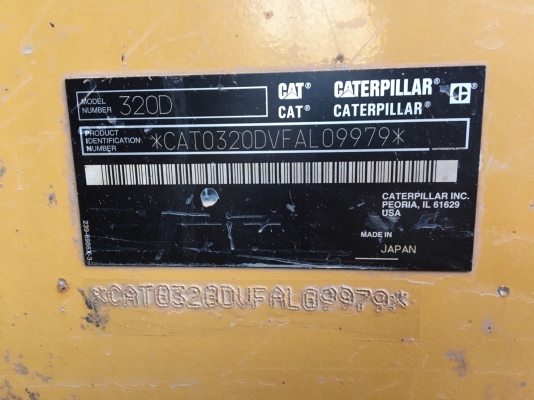 MODEL NUMBER 320D
CAT® CATERPILLAR®
CAT® CATERPILLAR®
PRODUCT IDENTIFICATION NUMBER *CAT0320DVFAL09979*
CATERPILLAR INC.
PEORIA, IL 61629
USA
MADE IN
JAPAN
*CAT0320DVFAL09979*